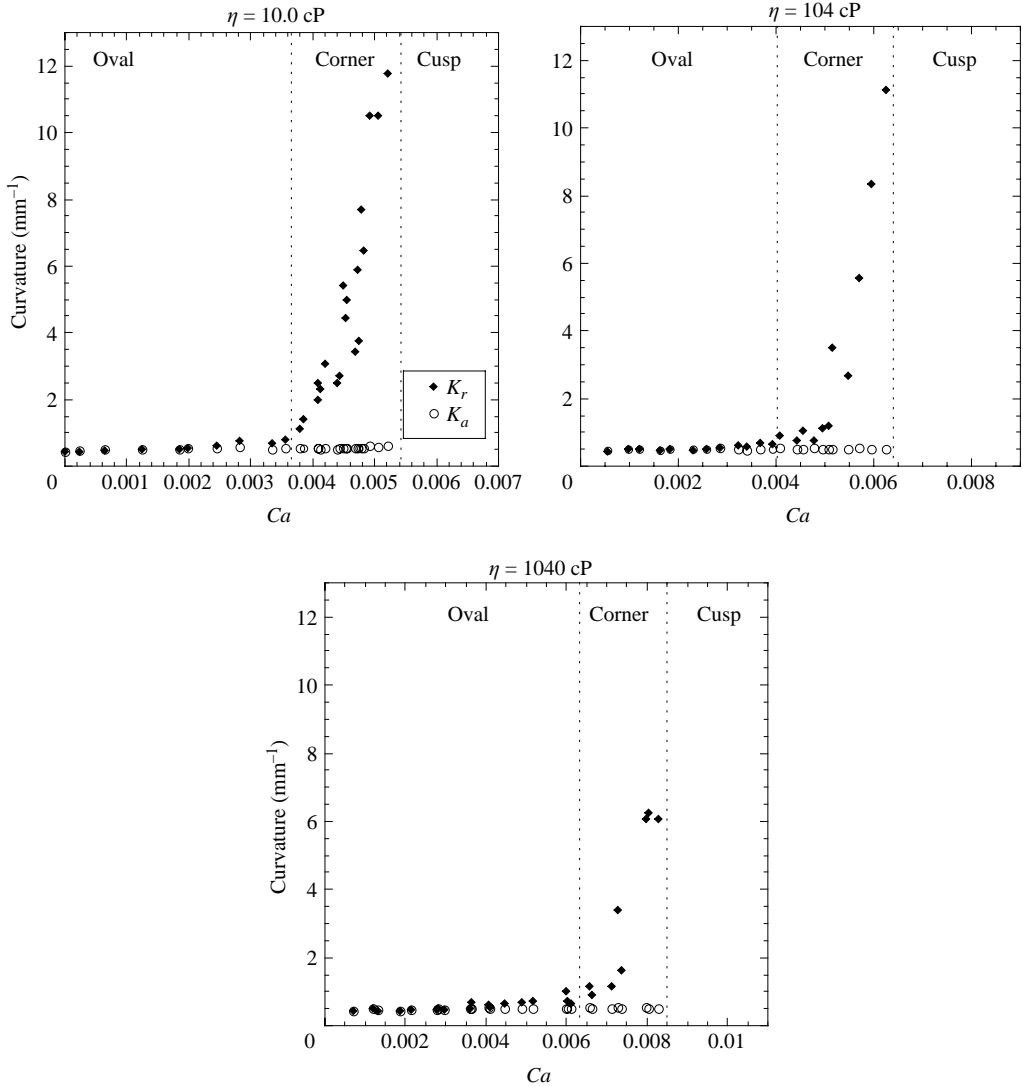 η = 10.0 cP
Oval Corner Cusp
12
10
8
6
4
2
Curvature (mm⁻¹)
K_r
K_a
0 0.001 0.002 0.003 0.004 0.005 0.006 0.007
Ca
η = 104 cP
Oval Corner Cusp
12
10
8
6
4
2
0 0.002 0.004 0.006 0.008
Ca
η = 1040 cP
Oval Corner Cusp
12
10
8
6
4
2
Curvature (mm⁻¹)
0 0.002 0.004 0.006 0.008 0.01
Ca